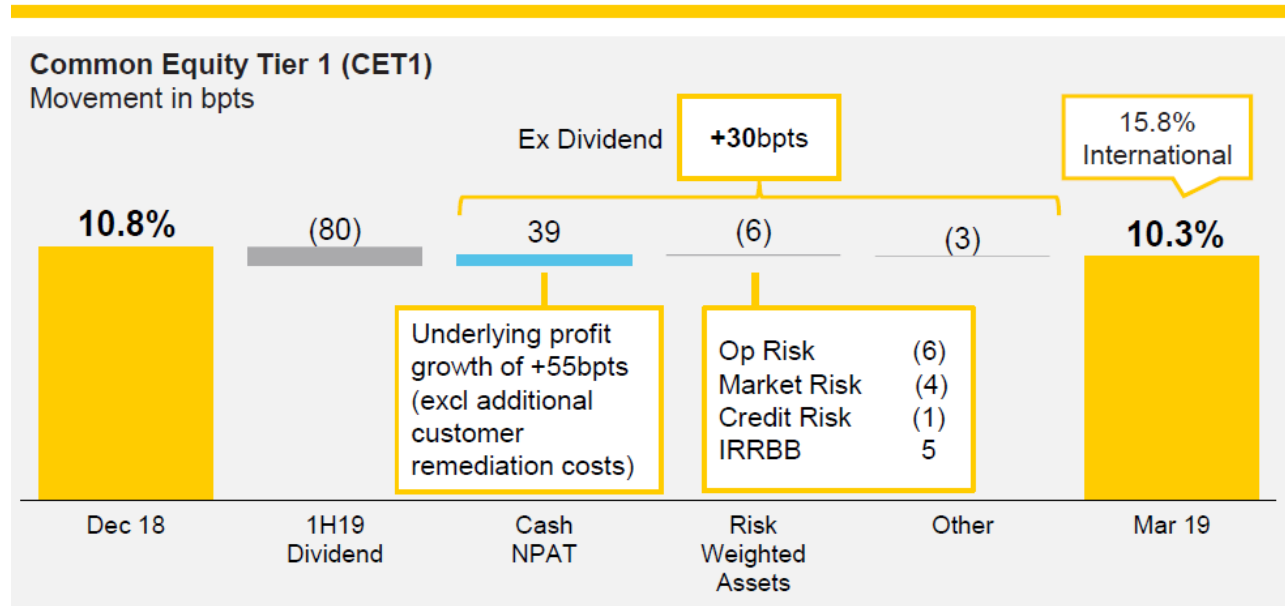 Common Equity Tier 1 (CET1)
Movement in bpts
Ex Dividend
+30bpts
15.8%
International
10.8%
(80)
39
(6)
(3)
10.3%
Underlying profit
growth of +55bpts
(excl additional
customer
remediation costs)
Op Risk (6)
Market Risk (4)
Credit Risk (1)
IRRBB 5
Dec 18
1H19
Dividend
Cash
NPAT
Risk
Weighted
Assets
Other
Mar 19